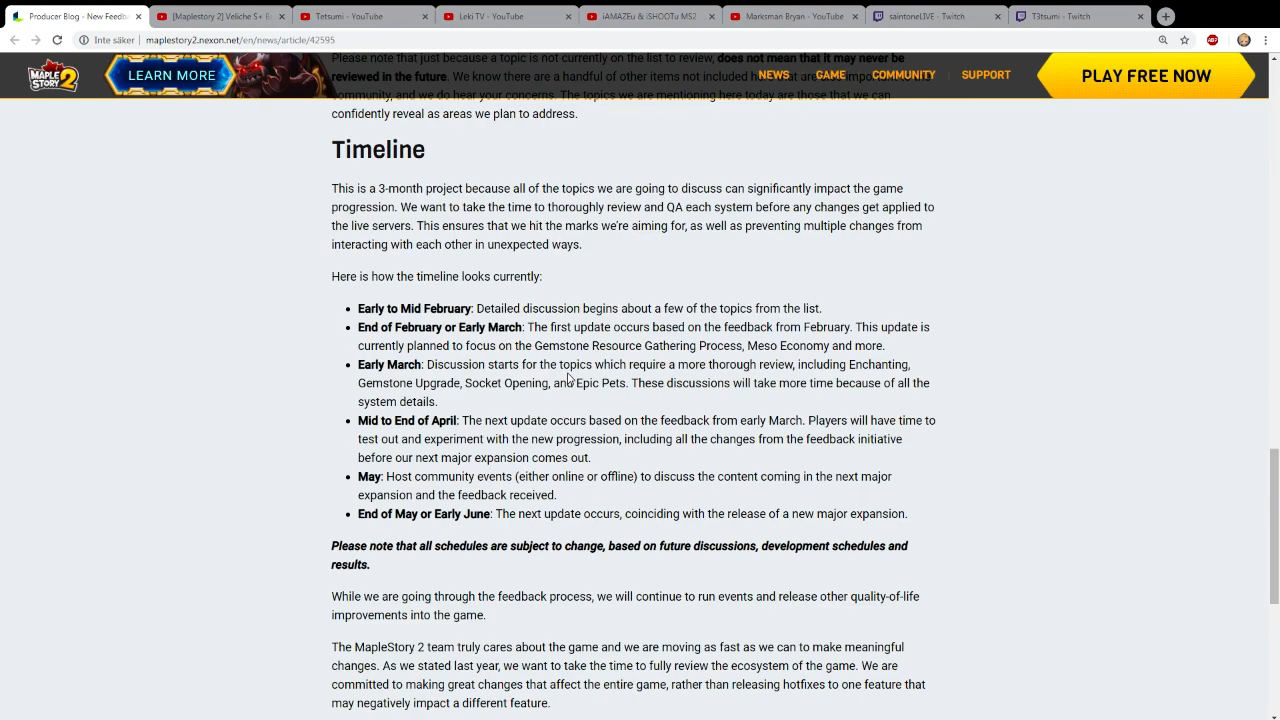 Producer Blog - New Feedba
[Maplestory 2] Veliche S+ B
Tetsumi - YouTube
Leki TV - YouTube
iAMAZEu & iSHOOTu MS2
Marksman Bryan - YouTube
saintoneLIVE - Twitch
T3tsumi - Twitch
Inte säker
maplestory2.nexon.net/en/news/article/42595
ABP
MAPLE STORY 2
LEARN MORE
NEWS
GAME
COMMUNITY
SUPPORT
PLAY FREE NOW
Please note that just because a topic is not currently on the list to review, does not mean that it may never be
reviewed in the future. We know there are a handful of other items not included
community, and we do hear your concerns. The topics we are mentioning here today are those that we can
confidently reveal as areas we plan to address.
Timeline
This is a 3-month project because all of the topics we are going to discuss can significantly impact the game
progression. We want to take the time to thoroughly review and QA each system before any changes get applied to
the live servers. This ensures that we hit the marks we're aiming for, as well as preventing multiple changes from
interacting with each other in unexpected ways.
Here is how the timeline looks currently:
Early to Mid February: Detailed discussion begins about a few of the topics from the list.
End of February or Early March: The first update occurs based on the feedback from February. This update is
currently planned to focus on the Gemstone Resource Gathering Process, Meso Economy and more.
Early March: Discussion starts for the topics which require a more thorough review, including Enchanting,
Gemstone Upgrade, Socket Opening, and Epic Pets. These discussions will take more time because of all the
system details.
Mid to End of April: The next update occurs based on the feedback from early March. Players will have time to
test out and experiment with the new progression, including all the changes from the feedback initiative
before our next major expansion comes out.
May: Host community events (either online or offline) to discuss the content coming in the next major
expansion and the feedback received.
End of May or Early June: The next update occurs, coinciding with the release of a new major expansion.
Please note that all schedules are subject to change, based on future discussions, development schedules and
results.
While we are going through the feedback process, we will continue to run events and release other quality-of-life
improvements into the game.
The MapleStory 2 team truly cares about the game and we are moving as fast as we can to make meaningful
changes. As we stated last year, we want to take the time to fully review the ecosystem of the game. We are
committed to making great changes that affect the entire game, rather than releasing hotfixes to one feature that
may negatively impact a different feature.